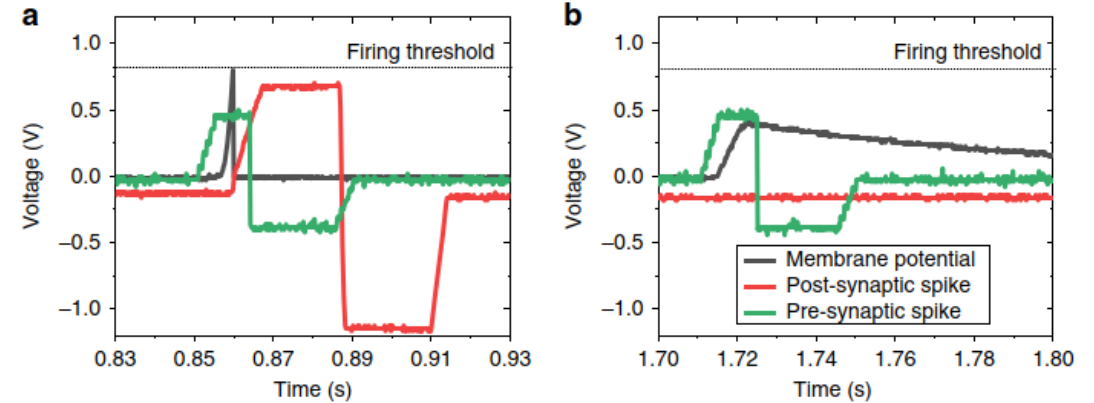 a
1.0
0.5
0.0
−0.5
−1.0
Voltage (V)
Firing threshold
0.83 0.85 0.87 0.89 0.91 0.93
Time (s)
b
1.0
0.5
0.0
−0.5
−1.0
Voltage (V)
Firing threshold
Membrane potential
Post-synaptic spike
Pre-synaptic spike
1.70 1.72 1.74 1.76 1.78 1.80
Time (s)